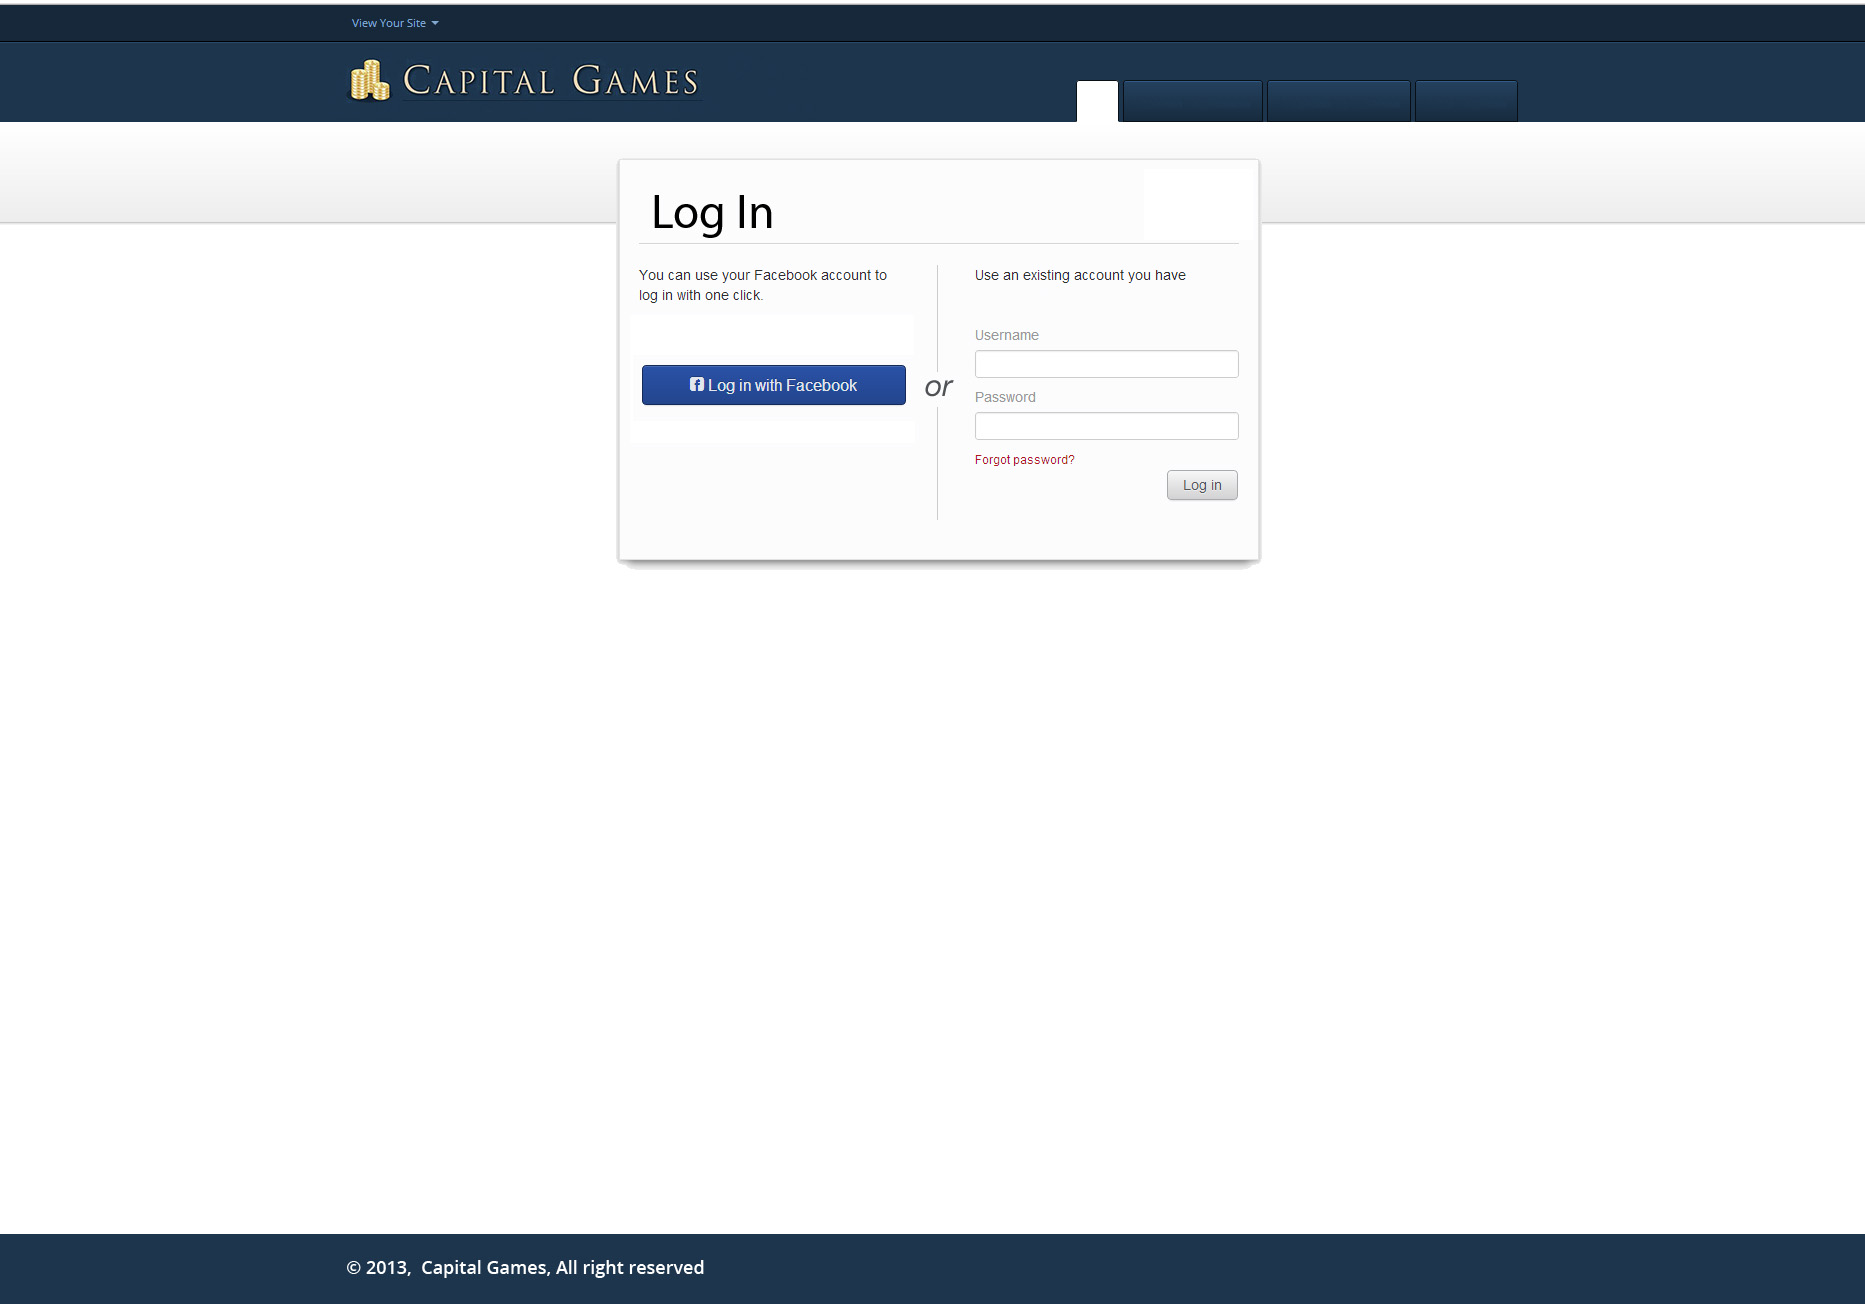 View Your Site
Capital Games
Log In
You can use your Facebook account to
log in with one click.
Log in with Facebook
or
Use an existing account you have
Username
Password
Forgot password?
Log in
© 2013,  Capital Games, All right reserved